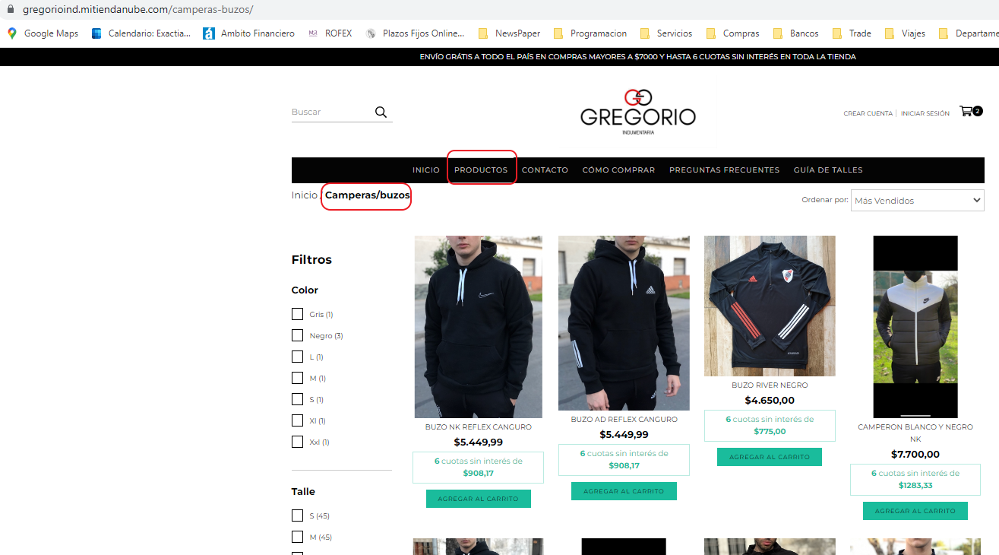 gregorioind.mitiendanube.com/camperas-buzos/
Google Maps
Calendario: Exactia...
Ambito Financiero
ROFEX
Plazos Fijos Online...
NewsPaper
Programacion
Servicios
Compras
Bancos
Trade
Viajes
Departame
ENVÍO GRÁTIS A TODO EL PAÍS EN COMPRAS MAYORES A $7000 Y HASTA 6 CUOTAS SIN INTERÉS EN TODA LA TIENDA
Buscar
GREGORIO
INDUMENTARIA
CREAR CUENTA | INICIAR SESIÓN
2
INICIO
PRODUCTOS
CONTACTO
CÓMO COMPRAR
PREGUNTAS FRECUENTES
GUÍA DE TALLES
Inicio / Camperas/buzos
Ordenar por:
Más Vendidos
Filtros
Color
Gris (1)
Negro (3)
L (1)
M (1)
S (1)
Xl (1)
Xxl (1)
Talle
S (45)
M (45)
BUZO NK REFLEX CANGURO
$5.449,99
6 cuotas sin interés de
$908,17
AGREGAR AL CARRITO
BUZO AD REFLEX CANGURO
$5.449,99
6 cuotas sin interés de
$908,17
AGREGAR AL CARRITO
BUZO RIVER NEGRO
$4.650,00
6 cuotas sin interés de
$775,00
AGREGAR AL CARRITO
CAMPERON BLANCO Y NEGRO
NK
$7.700,00
6 cuotas sin interés de
$1283,33
AGREGAR AL CARRITO